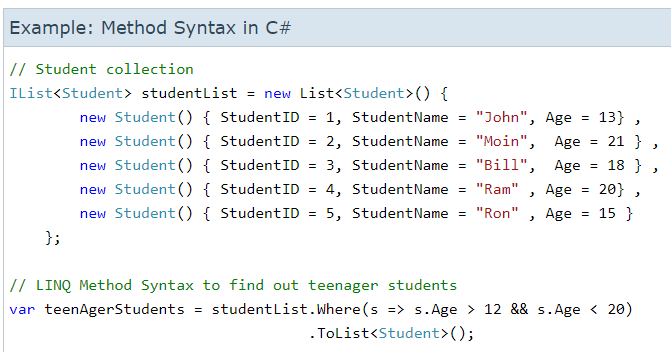 Example: Method Syntax in C#
// Student collection
IList<Student> studentList = new List<Student>() {
        new Student() { StudentID = 1, StudentName = "John", Age = 13} ,
        new Student() { StudentID = 2, StudentName = "Moin",  Age = 21 } ,
        new Student() { StudentID = 3, StudentName = "Bill",  Age = 18 } ,
        new Student() { StudentID = 4, StudentName = "Ram" , Age = 20} ,
        new Student() { StudentID = 5, StudentName = "Ron" , Age = 15 }
    };
// LINQ Method Syntax to find out teenager students
var teenAgerStudents = studentList.Where(s => s.Age > 12 && s.Age < 20)
                                  .ToList<Student>();